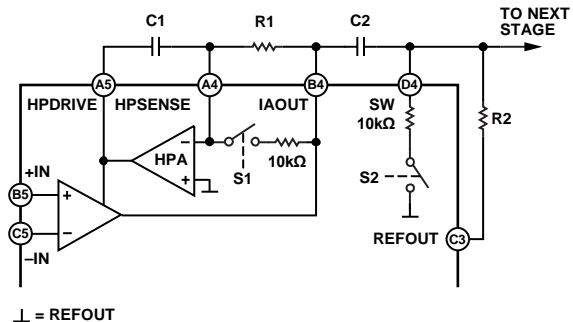 TO NEXT
STAGE
C1
R1
C2
A5
A4
B4
D4
HPDRIVE
HPSENSE
IAOUT
SW
10kΩ
R2
–
HPA
+
S1
10kΩ
S2
+IN
B5
+
C5
–
–IN
REFOUT
C3
⊥ = REFOUT